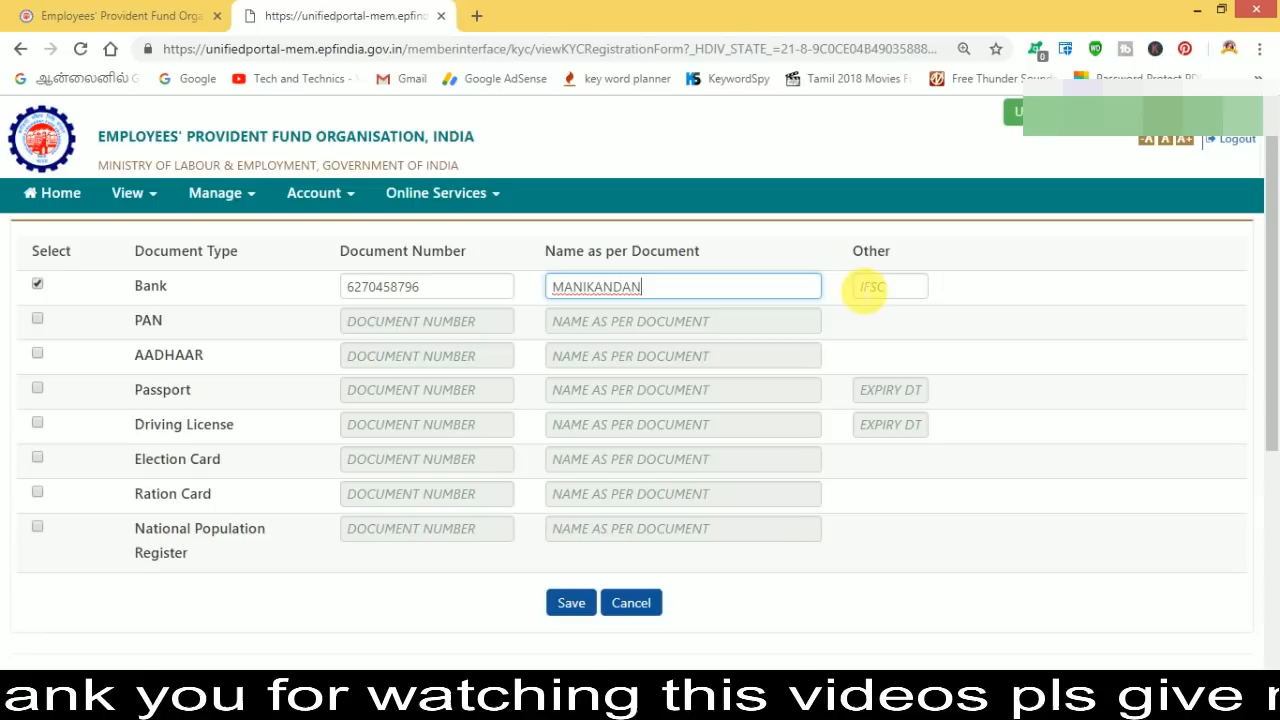 Employees' Provident Fund Orga
https://unifiedportal-mem.epfind
https://unifiedportal-mem.epfindia.gov.in/memberinterface/kyc/viewKYCRegistrationForm?_HDIV_STATE_=21-8-9C0CE04B49035888...
ஆன்லைனில் G Google Tech and Technics - Gmail Google AdSense key word planner KeywordSpy Tamil 2018 Movies F Free Thunder Soun Password Protect PD »
EMPLOYEES' PROVIDENT FUND ORGANISATION, INDIA
-A A A+ Logout
MINISTRY OF LABOUR & EMPLOYMENT, GOVERNMENT OF INDIA
Home View Manage Account Online Services
Select Document Type Document Number Name as per Document Other
Bank 6270458796 MANIKANDAN IFSC
PAN DOCUMENT NUMBER NAME AS PER DOCUMENT
AADHAAR DOCUMENT NUMBER NAME AS PER DOCUMENT
Passport DOCUMENT NUMBER NAME AS PER DOCUMENT EXPIRY DT
Driving License DOCUMENT NUMBER NAME AS PER DOCUMENT EXPIRY DT
Election Card DOCUMENT NUMBER NAME AS PER DOCUMENT
Ration Card DOCUMENT NUMBER NAME AS PER DOCUMENT
National Population DOCUMENT NUMBER NAME AS PER DOCUMENT
Register
Save Cancel
ank you for watching this videos pls give